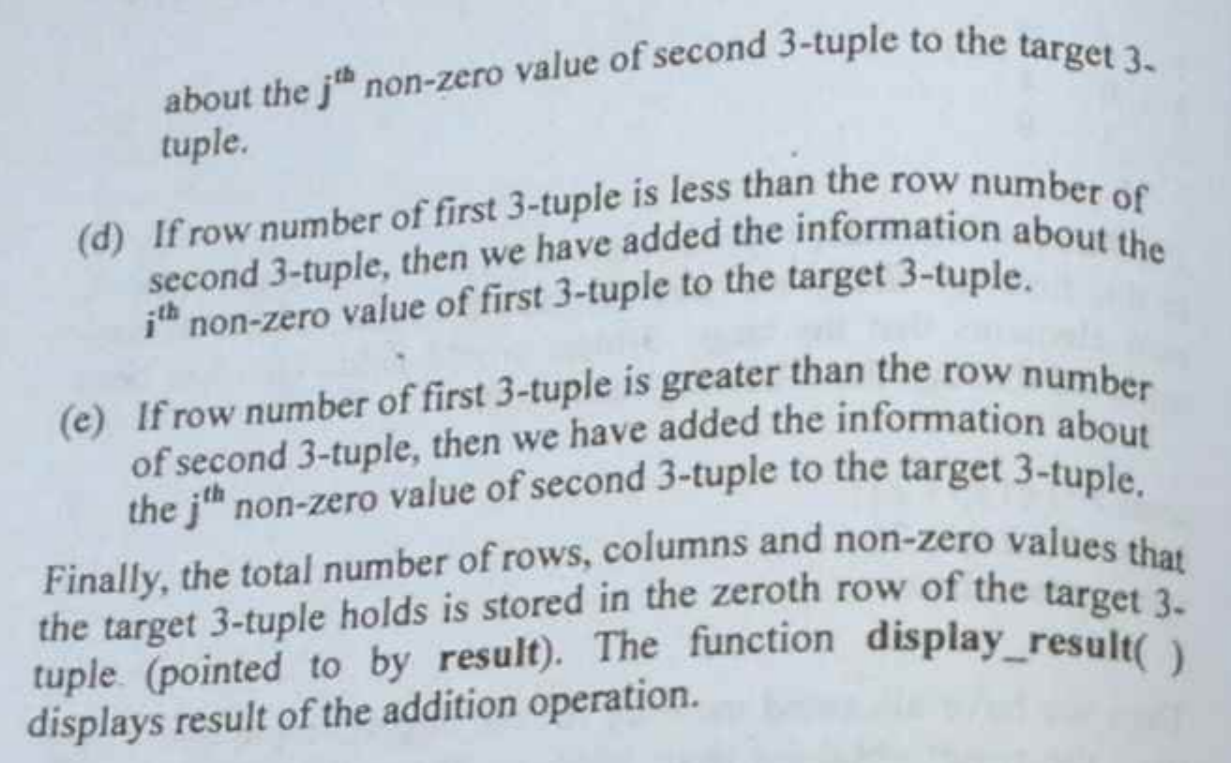 about the jth non-zero value of second 3-tuple to the target 3-
tuple.
(d) If row number of first 3-tuple is less than the row number of
second 3-tuple, then we have added the information about the
ith non-zero value of first 3-tuple to the target 3-tuple.
(e) If row number of first 3-tuple is greater than the row number
of second 3-tuple, then we have added the information about
the jth non-zero value of second 3-tuple to the target 3-tuple.
Finally, the total number of rows, columns and non-zero values that
the target 3-tuple holds is stored in the zeroth row of the target 3-
tuple (pointed to by result). The function display_result( )
displays result of the addition operation.